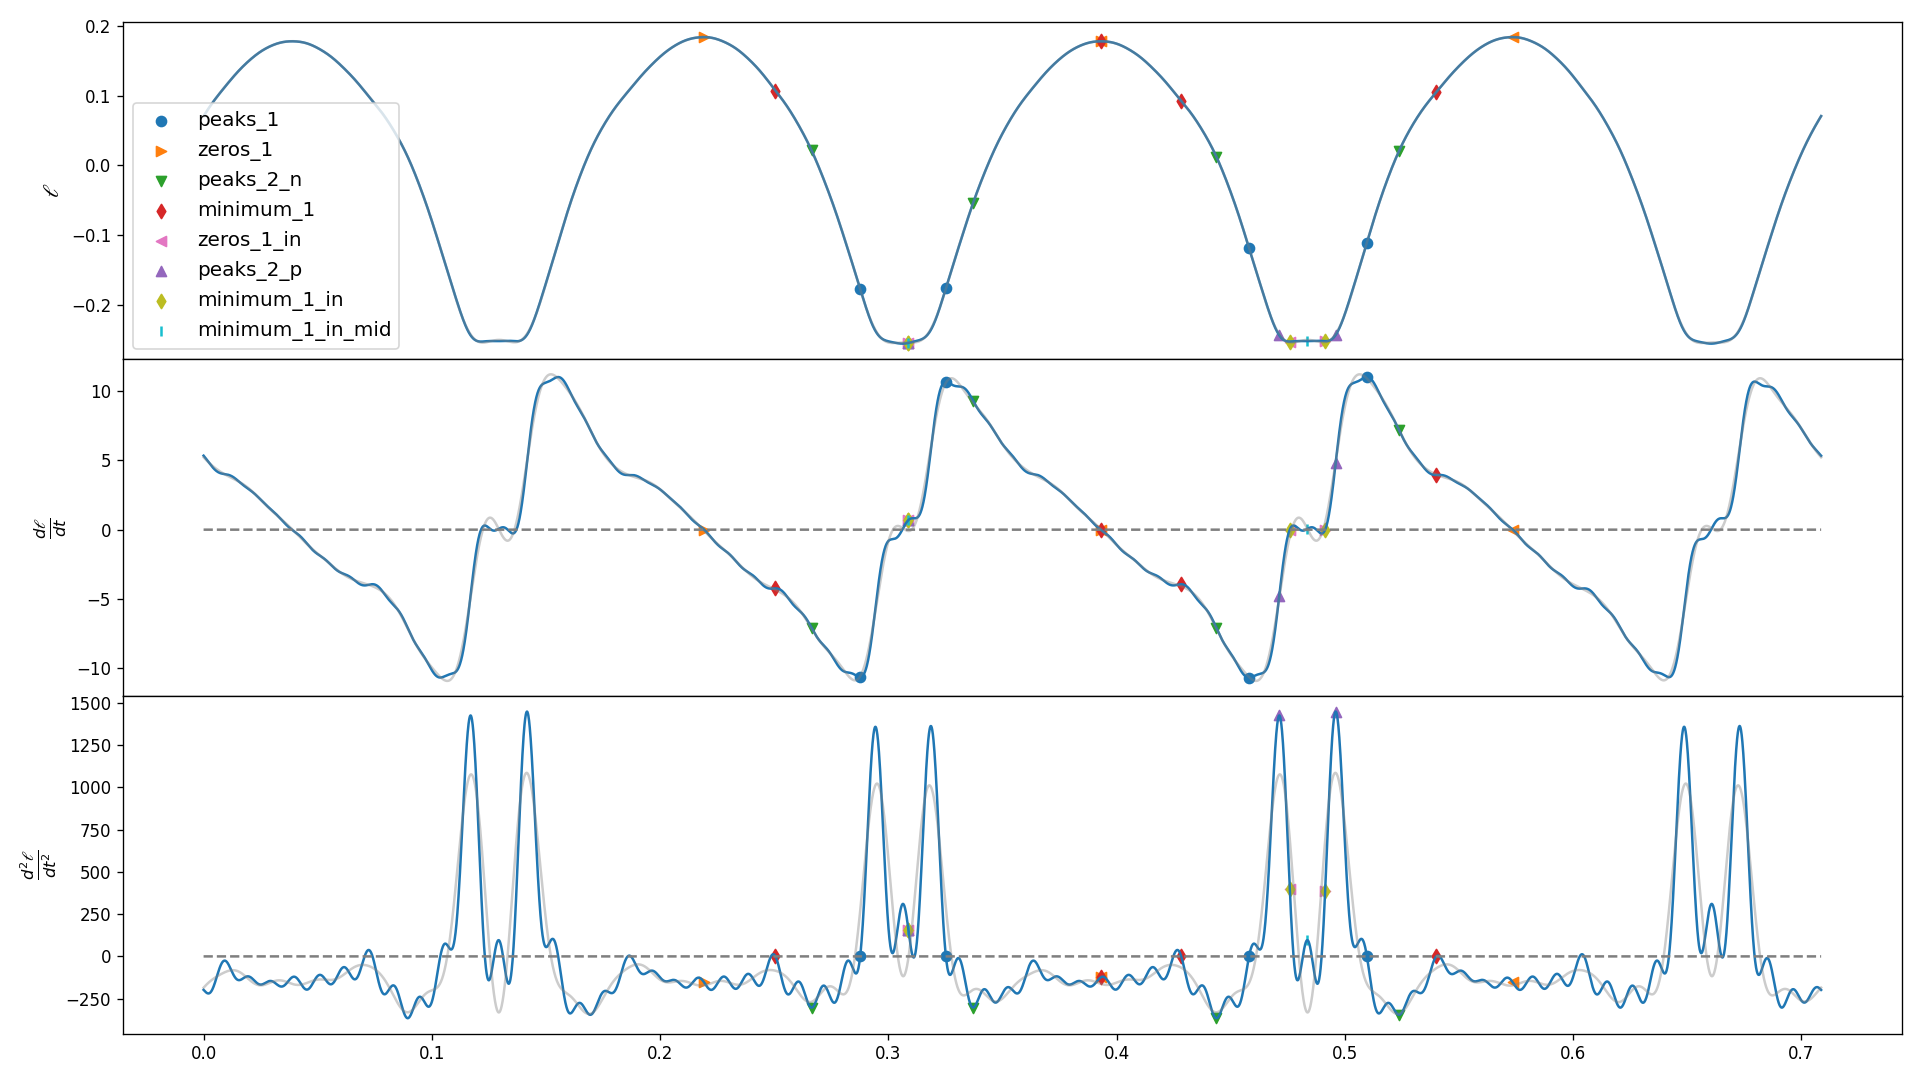 0.2
0.1
0.0
−0.1
−0.2
ℓ
peaks_1
zeros_1
peaks_2_n
minimum_1
zeros_1_in
peaks_2_p
minimum_1_in
minimum_1_in_mid
10
5
0
−5
−10
dℓ
dt
1500
1250
1000
750
500
250
0
−250
d²ℓ
dt²
0.0 0.1 0.2 0.3 0.4 0.5 0.6 0.7